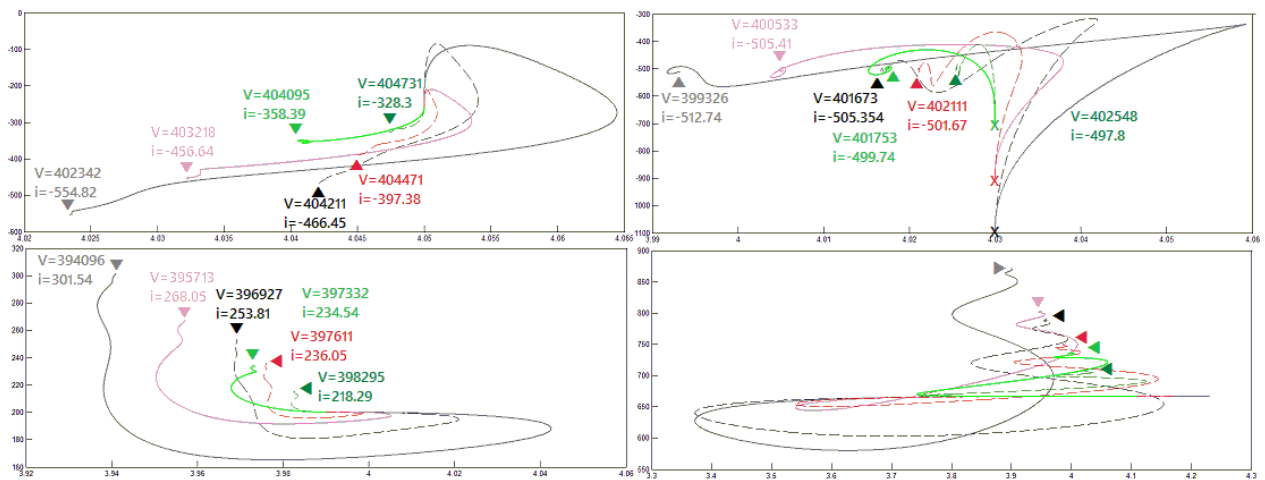 0
-100
-200
-300
-400
-500
-600
4.02
4.025
4.03
4.035
4.04
4.045
4.05
4.055
4.06
4.065
V=404731
i=-328.3
V=404095
i=-358.39
V=403218
i=-456.64
V=402342
i=-554.82
V=404211
i=-466.45
V=404471
i=-397.38
-300
-400
-500
-600
-700
-800
-900
1000
1100
3.99
4
4.01
4.02
4.03
4.04
4.05
4.06
V=400533
i=-505.41
V=399326
i=-512.74
V=401673
i=-505.354
V=401753
i=-499.74
V=402111
i=-501.67
V=402548
i=-497.8
X
X
X
320
300
280
260
240
220
200
180
160
3.92
3.94
3.96
3.98
4
4.02
4.04
4.06
V=394096
i=301.54
V=395713
i=268.05
V=396927
i=253.81
V=397332
i=234.54
V=397611
i=236.05
V=398295
i=218.29
900
850
800
750
700
650
600
550
3.3
3.4
3.5
3.6
3.7
3.8
3.9
4
4.1
4.2
4.3